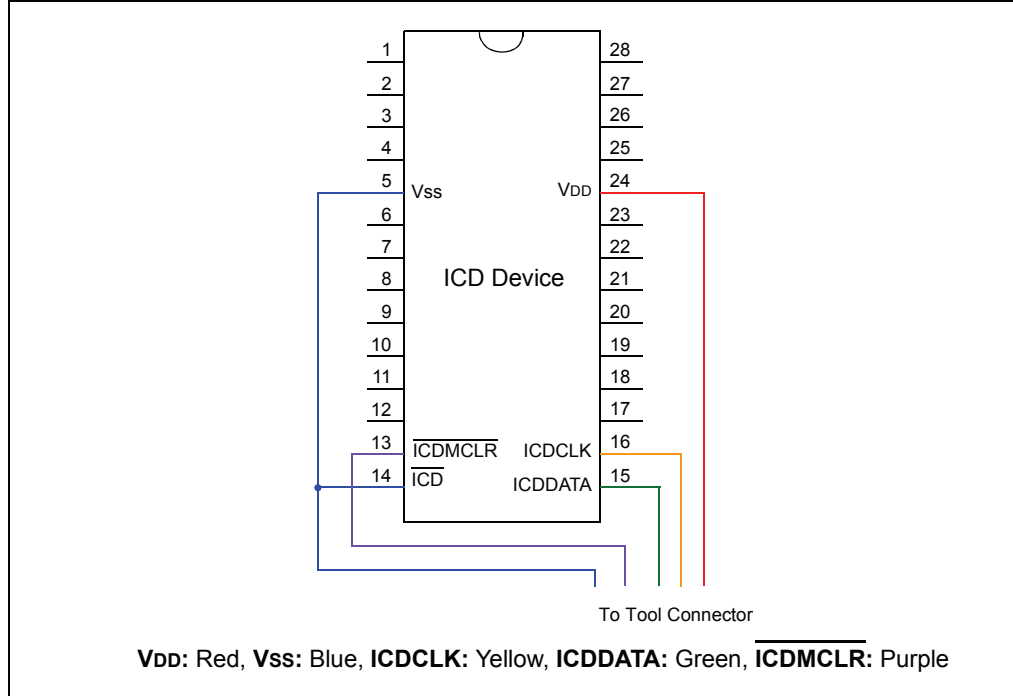 1 28
2 27
3 26
4 25
5 Vss VDD 24
6 23
7 22
8 ICD Device 21
9 20
10 19
11 18
12 17
13 ICDMCLR ICDCLK 16
14 ICD ICDDATA 15
To Tool Connector
VDD: Red, Vss: Blue, ICDCLK: Yellow, ICDDATA: Green, ICDMCLR: Purple